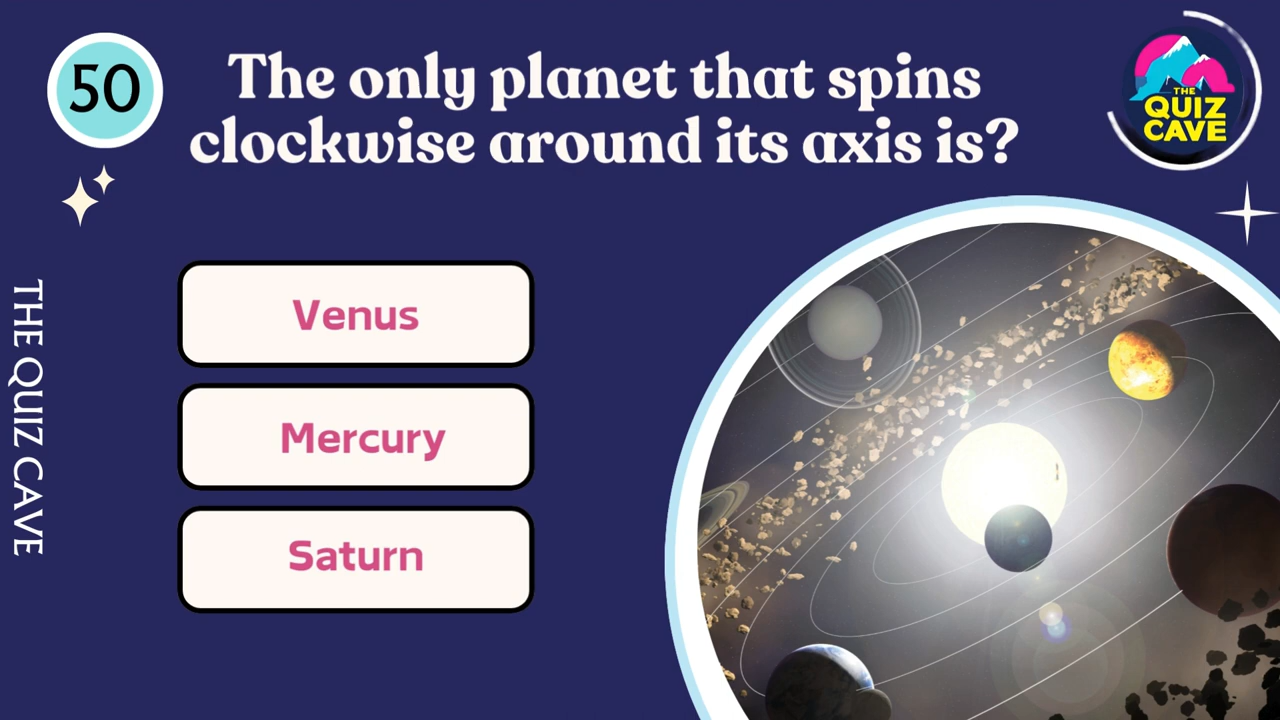 50
The only planet that spins
clockwise around its axis is?
THE
QUIZ
CAVE
THE QUIZ CAVE
Venus
Mercury
Saturn